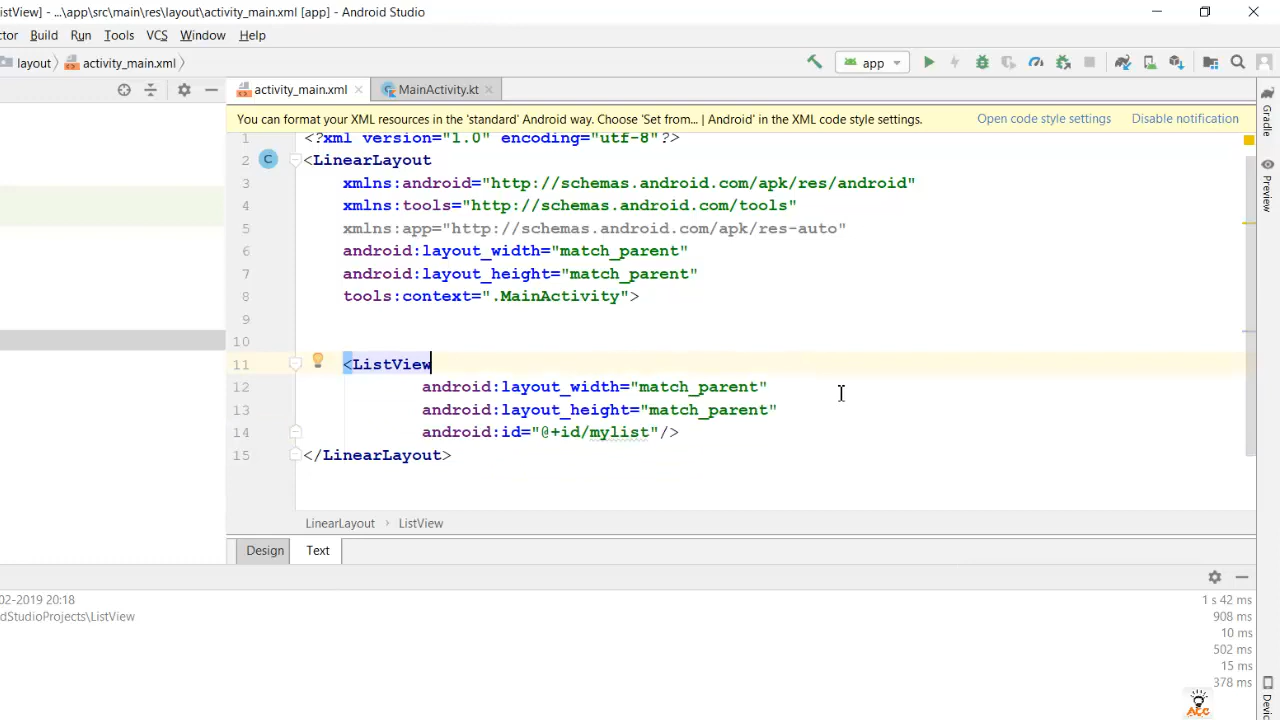 istView] - ...\app\src\main\res\layout\activity_main.xml [app] - Android Studio
ctor Build Run Tools VCS Window Help
layout activity_main.xml app
activity_main.xml MainActivity.kt
You can format your XML resources in the 'standard' Android way. Choose 'Set from... | Android' in the XML code style settings. Open code style settings Disable notification
1 <?xml version="1.0" encoding="utf-8"?>
2 <LinearLayout
3 xmlns:android="http://schemas.android.com/apk/res/android"
4 xmlns:tools="http://schemas.android.com/tools"
5 xmlns:app="http://schemas.android.com/apk/res-auto"
6 android:layout_width="match_parent"
7 android:layout_height="match_parent"
8 tools:context=".MainActivity">
9
10
11 <ListView
12 android:layout_width="match_parent"
13 android:layout_height="match_parent"
14 android:id="@+id/mylist"/>
15 </LinearLayout>
LinearLayout › ListView
Design Text
02-2019 20:18 1 s 42 ms
dStudioProjects\ListView 908 ms
10 ms
502 ms
15 ms
378 ms
Gradle
Preview